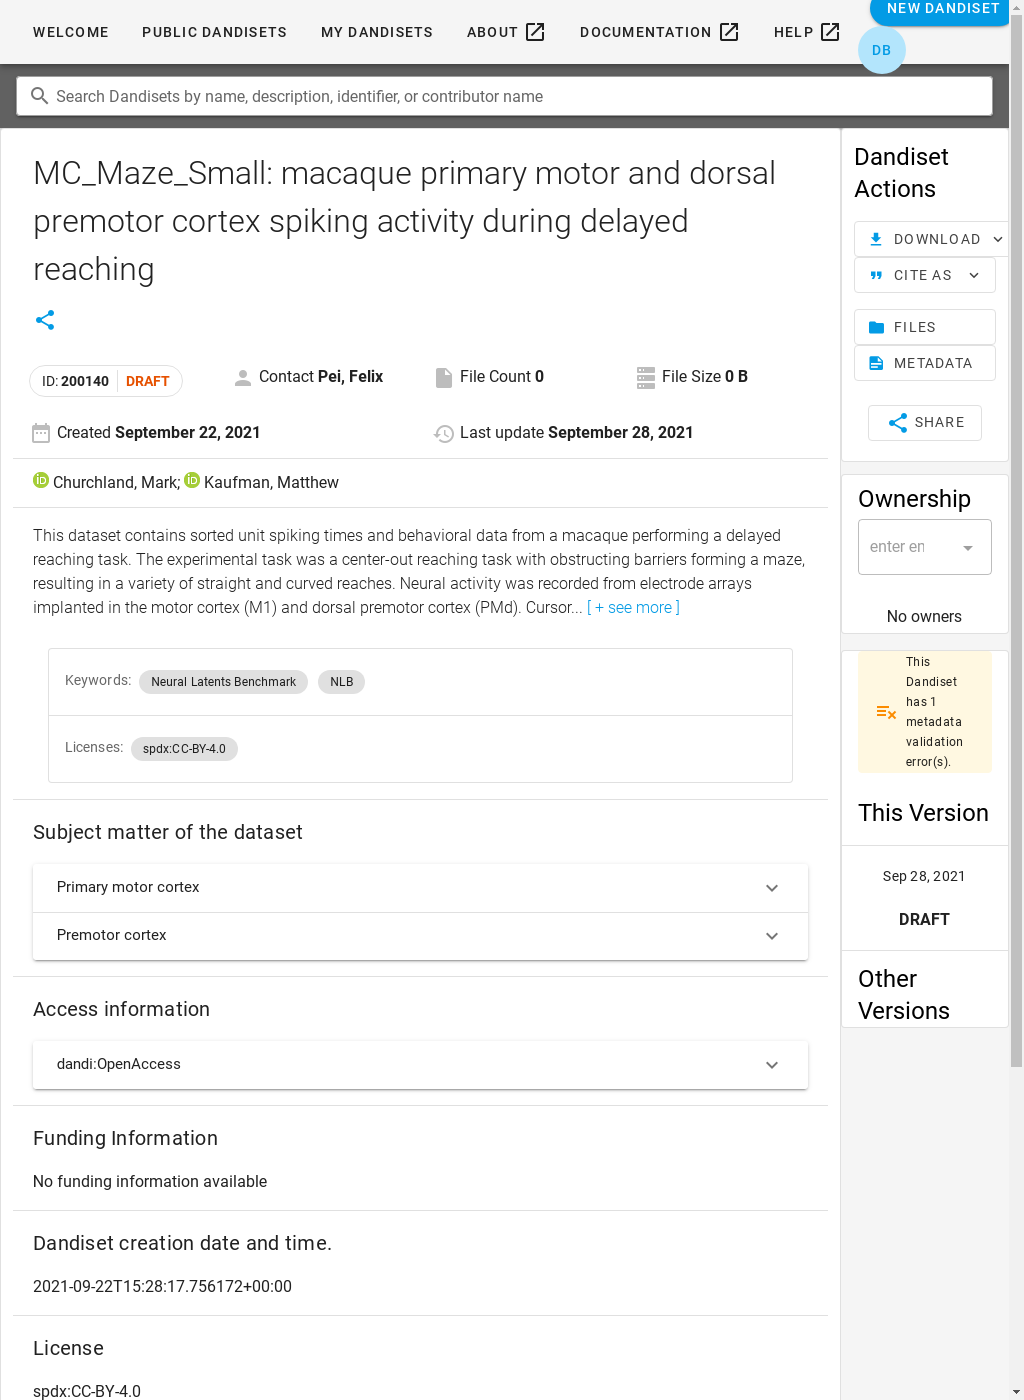 WELCOME PUBLIC DANDISETS MY DANDISETS ABOUT DOCUMENTATION HELP NEW DANDISET
DB
Search Dandisets by name, description, identifier, or contributor name
MC_Maze_Small: macaque primary motor and dorsal
premotor cortex spiking activity during delayed
reaching
ID: 200140 DRAFT
Contact Pei, Felix
File Count 0
File Size 0 B
Created September 22, 2021
Last update September 28, 2021
iD Churchland, Mark; iD Kaufman, Matthew
This dataset contains sorted unit spiking times and behavioral data from a macaque performing a delayed
reaching task. The experimental task was a center-out reaching task with obstructing barriers forming a maze,
resulting in a variety of straight and curved reaches. Neural activity was recorded from electrode arrays
implanted in the motor cortex (M1) and dorsal premotor cortex (PMd). Cursor... [ + see more ]
Keywords: Neural Latents Benchmark NLB
Licenses: spdx:CC-BY-4.0
Subject matter of the dataset
Primary motor cortex
Premotor cortex
Access information
dandi:OpenAccess
Funding Information
No funding information available
Dandiset creation date and time.
2021-09-22T15:28:17.756172+00:00
License
spdx:CC-BY-4.0
Dandiset
Actions
DOWNLOAD
CITE AS
FILES
METADATA
SHARE
Ownership
enter en
No owners
This
Dandiset
has 1
metadata
validation
error(s).
This Version
Sep 28, 2021
DRAFT
Other
Versions